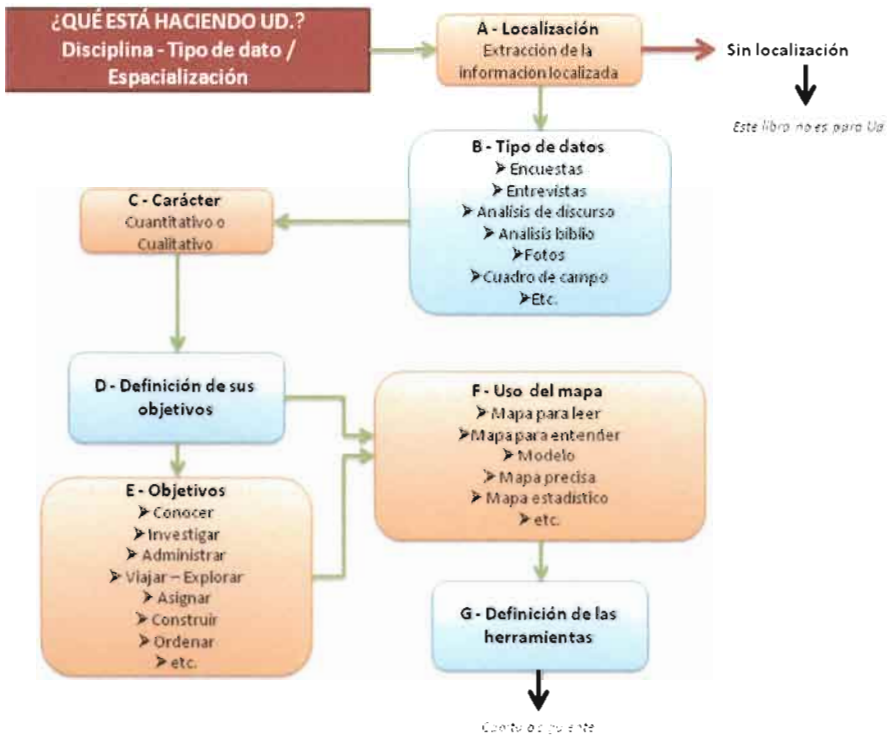 ¿QUÉ ESTÁ HACIENDO UD.?
Disciplina - Tipo de dato /
Espacialización
A - Localización
Extracción de la
información localizada
Sin localización
Este libro no es para Ud
B - Tipo de datos
➢Encuestas
➢Entrevistas
➢Analisis de discurso
➢Analisis biblio
➢Fotos
➢Cuadro de campo
➢Etc.
C - Carácter
Cuantitativo o
Cualitativo
D - Definición de sus
objetivos
E - Objetivos
➢Conocer
➢Investigar
➢Administrar
➢Viajar – Explorar
➢Asignar
➢Construir
➢Ordenar
➢etc.
F - Uso del mapa
➢Mapa para leer
➢Mapa para entender
➢Modelo
➢Mapa precisa
➢Mapa estadístico
➢etc.
G - Definición de las
herramientas